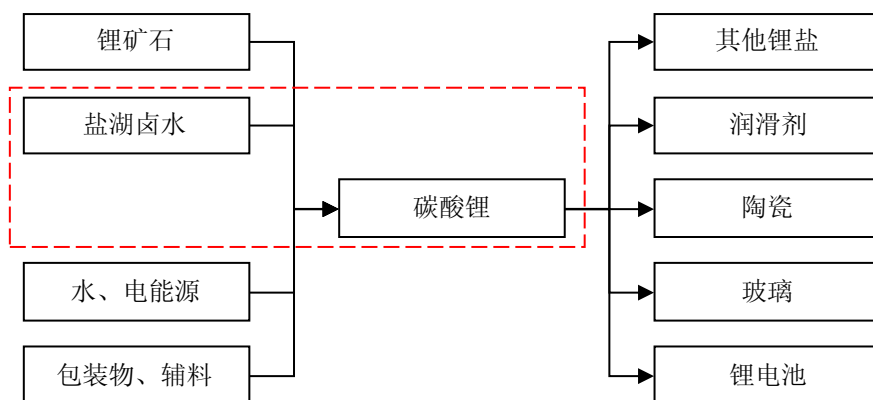 锂矿石
盐湖卤水
水、电能源
包装物、辅料
碳酸锂
其他锂盐
润滑剂
陶瓷
玻璃
锂电池